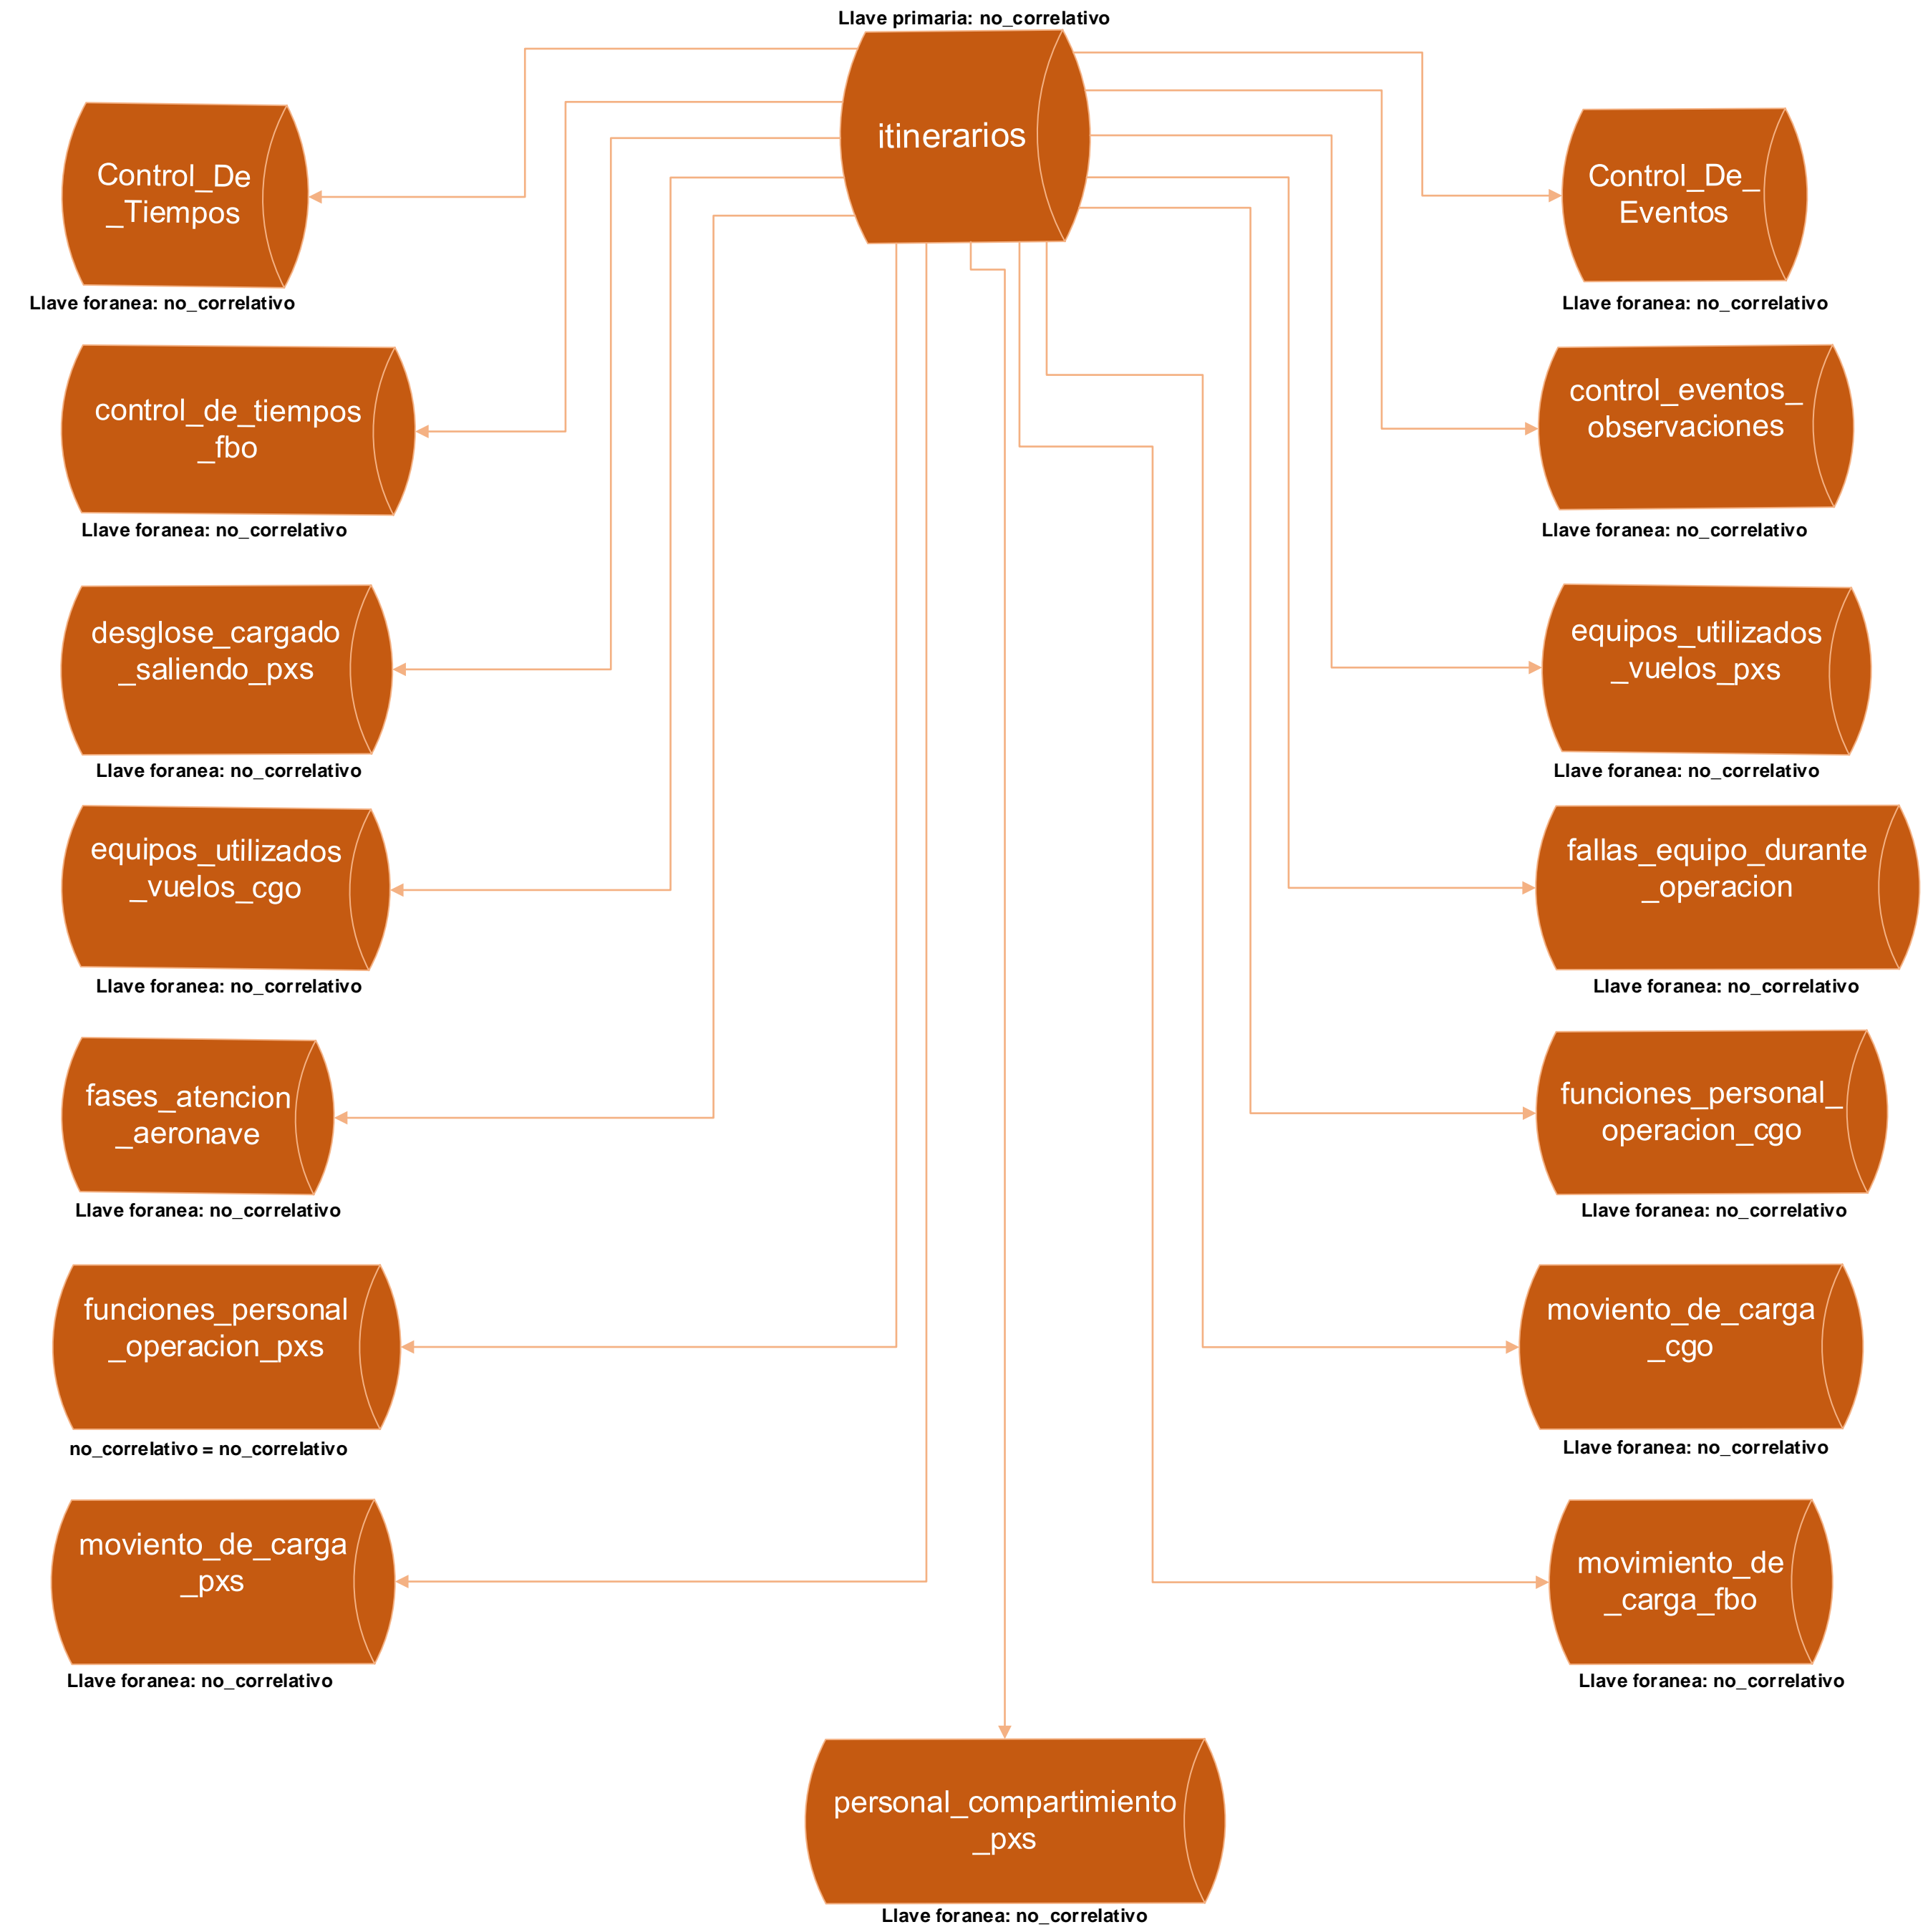 Llave primaria: no_correlativo
itinerarios
Control_De
_Tiempos
Llave foranea: no_correlativo
Control_De_
Eventos
Llave foranea: no_correlativo
control_de_tiempos
_fbo
Llave foranea: no_correlativo
control_eventos_
observaciones
Llave foranea: no_correlativo
desglose_cargado
_saliendo_pxs
Llave foranea: no_correlativo
equipos_utilizados
_vuelos_pxs
Llave foranea: no_correlativo
equipos_utilizados
_vuelos_cgo
Llave foranea: no_correlativo
fallas_equipo_durante
_operacion
Llave foranea: no_correlativo
fases_atencion
_aeronave
Llave foranea: no_correlativo
funciones_personal_
operacion_cgo
Llave foranea: no_correlativo
funciones_personal
_operacion_pxs
no_correlativo = no_correlativo
moviento_de_carga
_cgo
Llave foranea: no_correlativo
moviento_de_carga
_pxs
Llave foranea: no_correlativo
movimiento_de
_carga_fbo
Llave foranea: no_correlativo
personal_compartimiento
_pxs
Llave foranea: no_correlativo